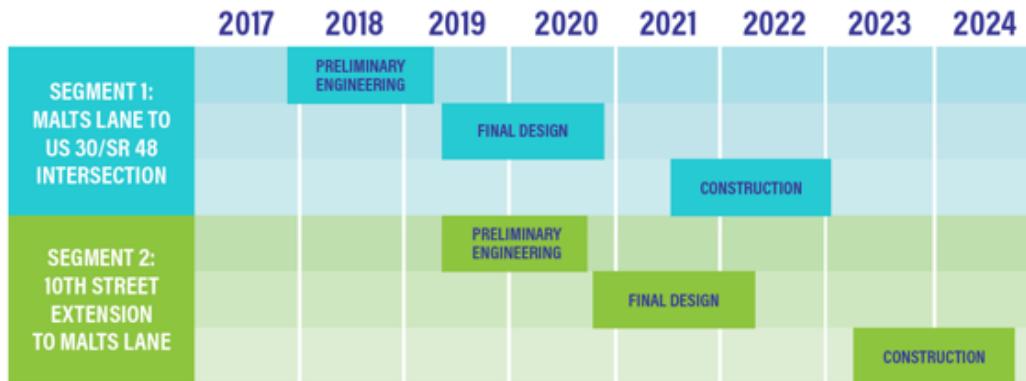 2017 2018 2019 2020 2021 2022 2023 2024
SEGMENT 1:
MALTS LANE TO
US 30/SR 48
INTERSECTION
PRELIMINARY
ENGINEERING
FINAL DESIGN
CONSTRUCTION
SEGMENT 2:
10TH STREET
EXTENSION
TO MALTS LANE
PRELIMINARY
ENGINEERING
FINAL DESIGN
CONSTRUCTION